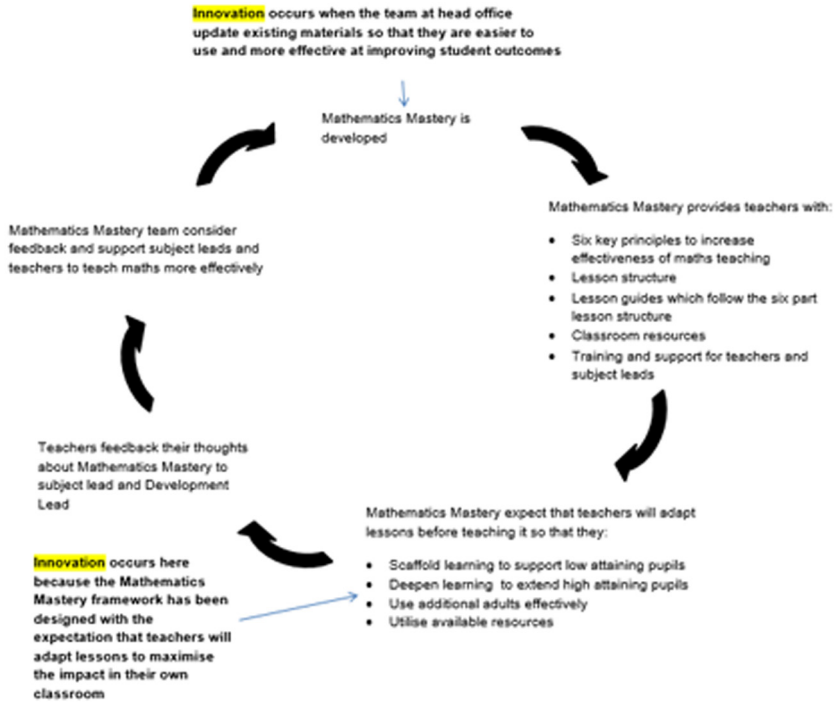 Innovation occurs when the team at head office
update existing materials so that they are easier to
use and more effective at improving student outcomes
Mathematics Mastery is
developed
Mathematics Mastery provides teachers with:
• Six key principles to increase
effectiveness of maths teaching
• Lesson structure
• Lesson guides which follow the six part
lesson structure
• Classroom resources
• Training and support for teachers and
subject leads
Mathematics Mastery expect that teachers will adapt
lessons before teaching it so that they:
• Scaffold learning to support low attaining pupils
• Deepen learning to extend high attaining pupils
• Use additional adults effectively
• Utilise available resources
Innovation occurs here
because the Mathematics
Mastery framework has been
designed with the
expectation that teachers will
adapt lessons to maximise
the impact in their own
classroom
Teachers feedback their thoughts
about Mathematics Mastery to
subject lead and Development
Lead
Mathematics Mastery team consider
feedback and support subject leads and
teachers to teach maths more effectively